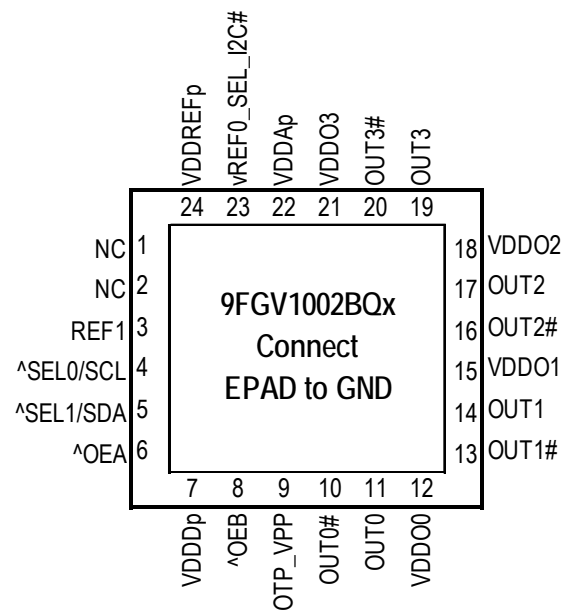 VDDREFp
vREF0_SEL_I2C#
VDDAp
VDDO3
OUT3#
OUT3
24 23 22 21 20 19
NC 1
NC 2
REF1 3
^SEL0/SCL 4
^SEL1/SDA 5
^OEA 6
9FGV1002BQx
Connect
EPAD to GND
18 VDDO2
17 OUT2
16 OUT2#
15 VDDO1
14 OUT1
13 OUT1#
7 8 9 10 11 12
VDDDp
^OEB
OTP_VPP
OUT0#
OUT0
VDDO0